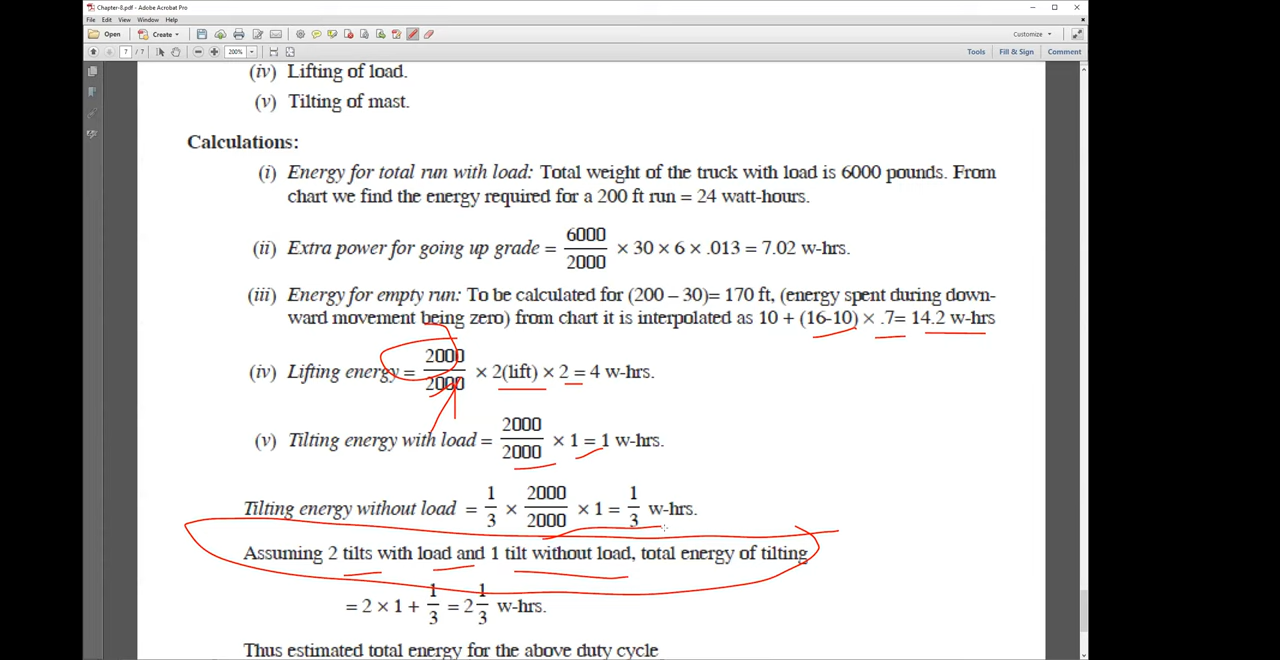 Chapter-8.pdf - Adobe Acrobat Pro
File Edit View Window Help
Open Create Customize
7 / 7 200% Tools Fill & Sign Comment
(iv) Lifting of load.
(v) Tilting of mast.
Calculations:
(i) Energy for total run with load: Total weight of the truck with load is 6000 pounds. From
chart we find the energy required for a 200 ft run = 24 watt-hours.
(ii) Extra power for going up grade = 6000/2000 × 30 × 6 × .013 = 7.02 w-hrs.
(iii) Energy for empty run: To be calculated for (200 – 30)= 170 ft, (energy spent during down-
ward movement being zero) from chart it is interpolated as 10 + (16-10) × .7= 14.2 w-hrs
(iv) Lifting energy = 2000/2000 × 2(lift) × 2 = 4 w-hrs.
(v) Tilting energy with load = 2000/2000 × 1 = 1 w-hrs.
Tilting energy without load = 1/3 × 2000/2000 × 1 = 1/3 w-hrs.
Assuming 2 tilts with load and 1 tilt without load, total energy of tilting
= 2 × 1 + 1/3 = 2 1/3 w-hrs.
Thus estimated total energy for the above duty cycle